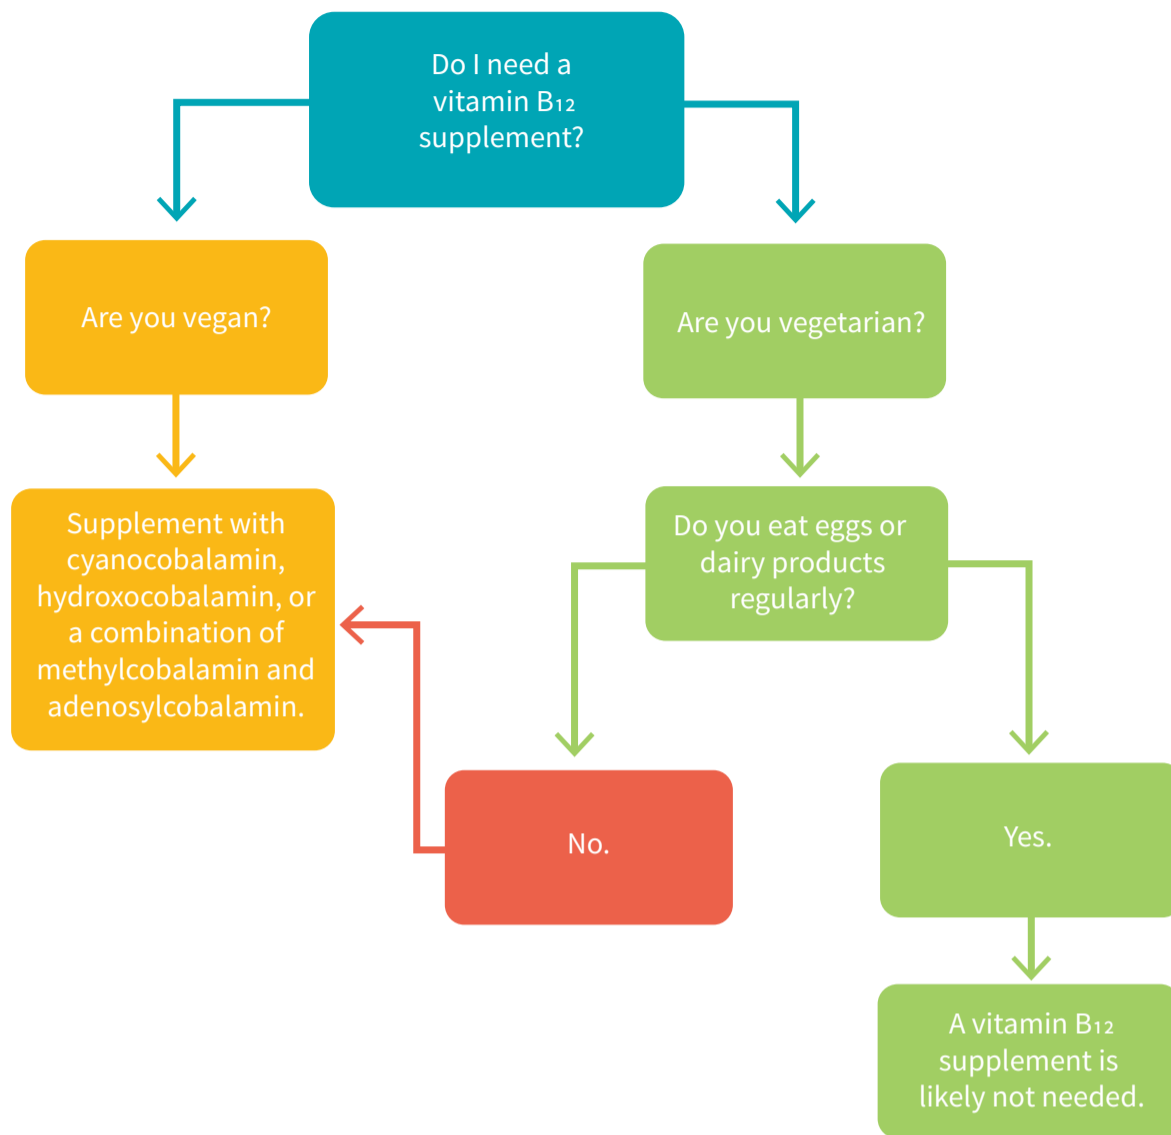 Do I need a
vitamin B₁₂
supplement?
Are you vegan?
Are you vegetarian?
Supplement with
cyanocobalamin,
hydroxocobalamin, or
a combination of
methylcobalamin and
adenosylcobalamin.
Do you eat eggs or
dairy products
regularly?
No.
Yes.
A vitamin B₁₂
supplement is
likely not needed.